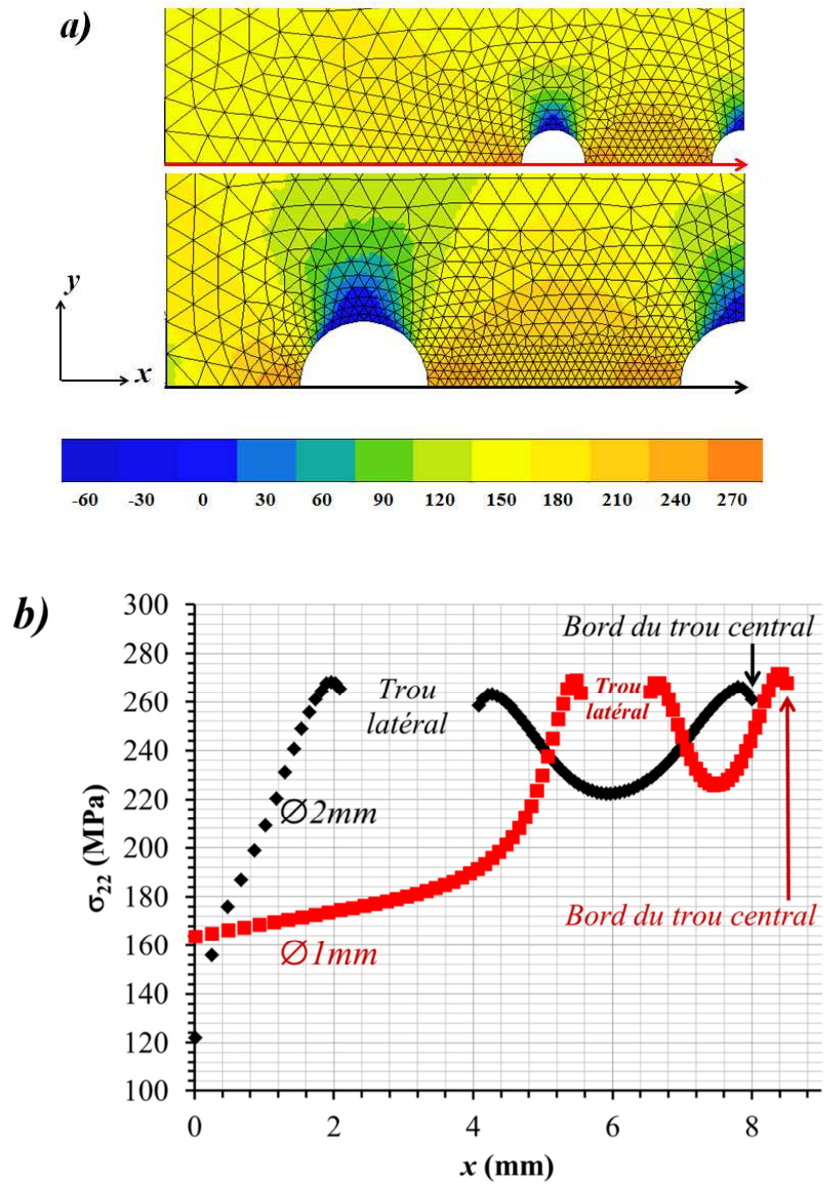 a)
y
x
-60 -30 0 30 60 90 120 150 180 210 240 270
b)
300
280
260
240
220
200
180
160
140
120
100
σ22 (MPa)
Bord du trou central
Trou
latéral
Trou
latéral
∅2mm
∅1mm
Bord du trou central
0 2 4 6 8
x (mm)